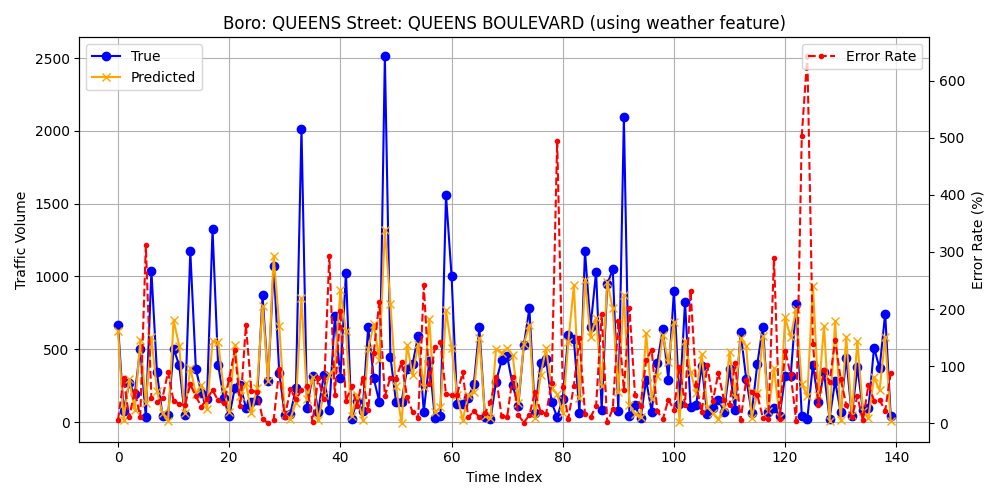 Boro: QUEENS Street: QUEENS BOULEVARD (using weather feature)
True
Predicted
Error Rate
2500
2000
1500
1000
500
0
Traffic Volume
600
500
400
300
200
100
0
Error Rate (%)
0 20 40 60 80 100 120 140
Time Index